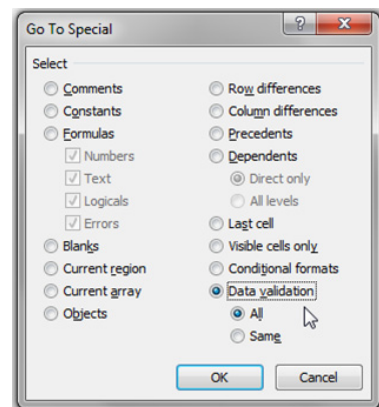 Go To Special
Select
Comments
Constants
Formulas
Numbers
Text
Logicals
Errors
Blanks
Current region
Current array
Objects
Row differences
Column differences
Precedents
Dependents
Direct only
All levels
Last cell
Visible cells only
Conditional formats
Data validation
All
Same
OK
Cancel